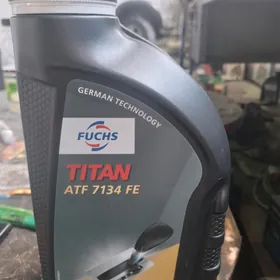 GERMAN TECHNOLOGY
FUCHS
TITAN
ATF 7134 FE